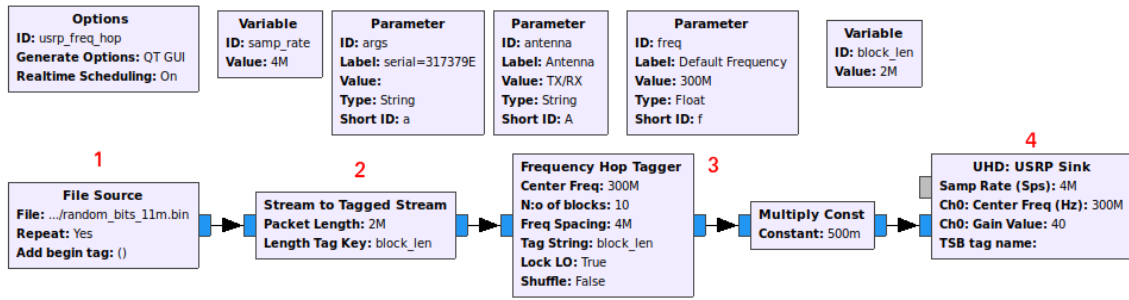 Options
ID: usrp_freq_hop
Generate Options: QT GUI
Realtime Scheduling: On
Variable
ID: samp_rate
Value: 4M
Parameter
ID: args
Label: serial=317379E
Value:
Type: String
Short ID: a
Parameter
ID: antenna
Label: Antenna
Value: TX/RX
Type: String
Short ID: A
Parameter
ID: freq
Label: Default Frequency
Value: 300M
Type: Float
Short ID: f
Variable
ID: block_len
Value: 2M
1
File Source
File: .../random_bits_11m.bin
Repeat: Yes
Add begin tag: ()
2
Stream to Tagged Stream
Packet Length: 2M
Length Tag Key: block_len
3
Frequency Hop Tagger
Center Freq: 300M
N:o of blocks: 10
Freq Spacing: 4M
Tag String: block_len
Lock LO: True
Shuffle: False
Multiply Const
Constant: 500m
4
UHD: USRP Sink
Samp Rate (Sps): 4M
Ch0: Center Freq (Hz): 300M
Ch0: Gain Value: 40
TSB tag name: